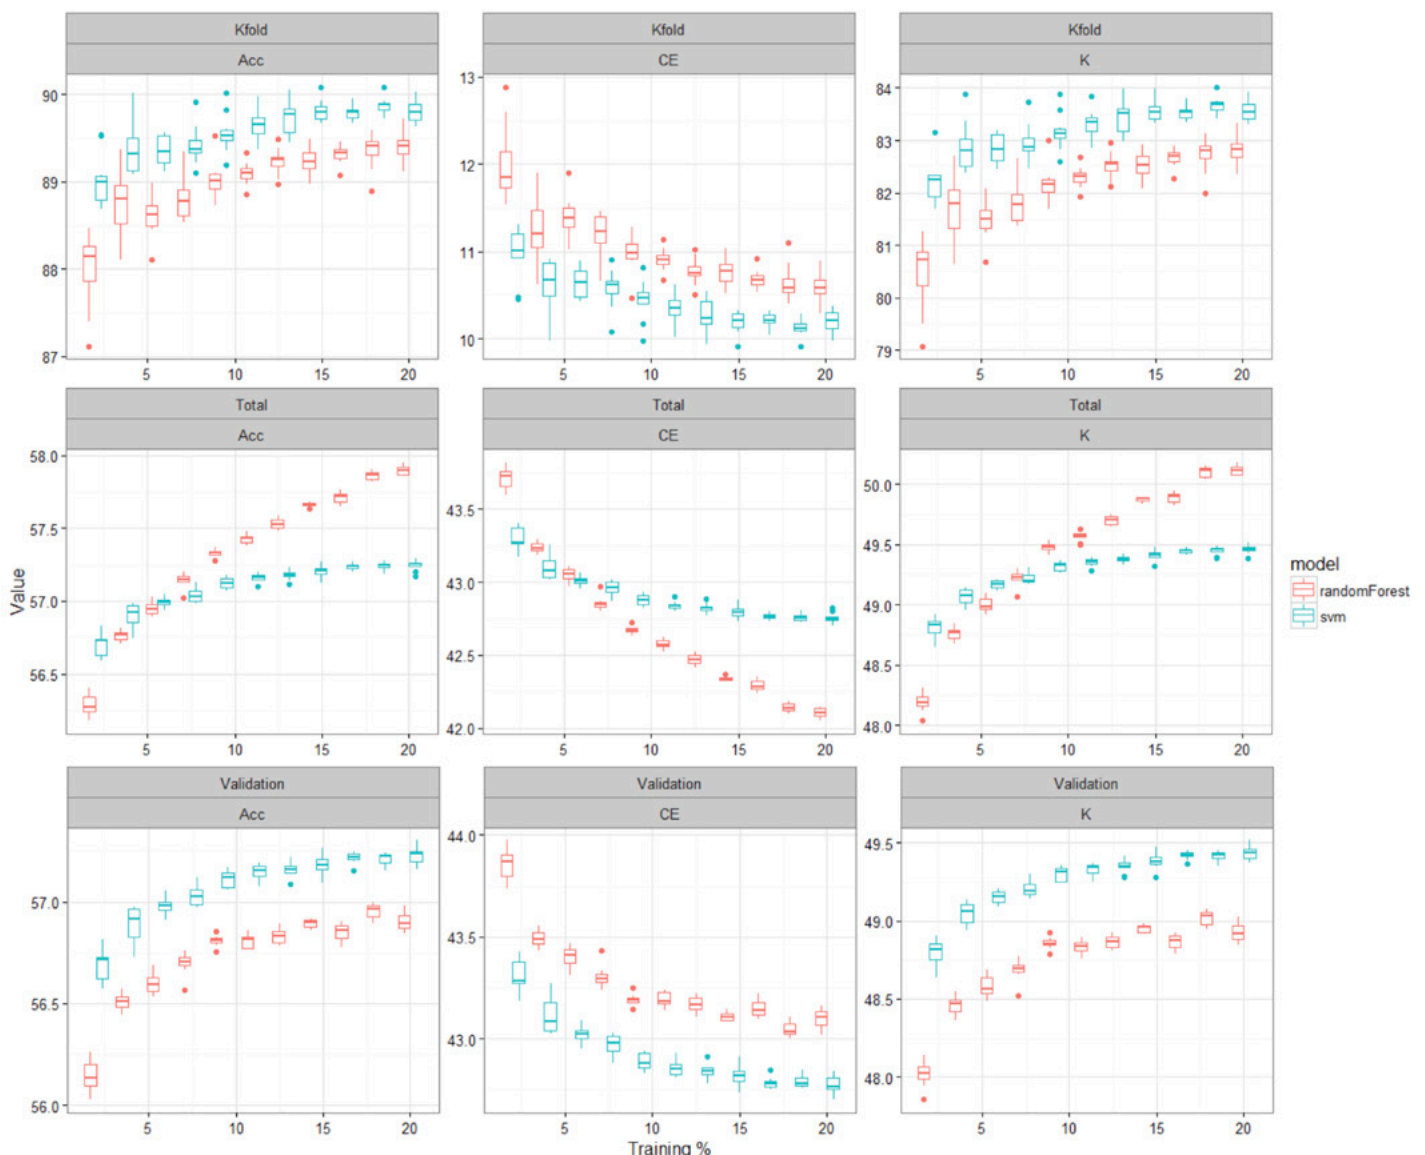 Kfold Kfold Kfold
Acc CE K
90
89
88
87
13
12
11
10
84
83
82
81
80
79
5 10 15 20 5 10 15 20 5 10 15 20
Total Total Total
Acc CE K
58.0
57.5
57.0
56.5
43.5
43.0
42.5
42.0
50.0
49.5
49.0
48.5
48.0
5 10 15 20 5 10 15 20 5 10 15 20
Value
model
randomForest
svm
Validation Validation Validation
Acc CE K
57.0
56.5
56.0
44.0
43.5
43.0
49.5
49.0
48.5
48.0
5 10 15 20 5 10 15 20 5 10 15 20
Training %